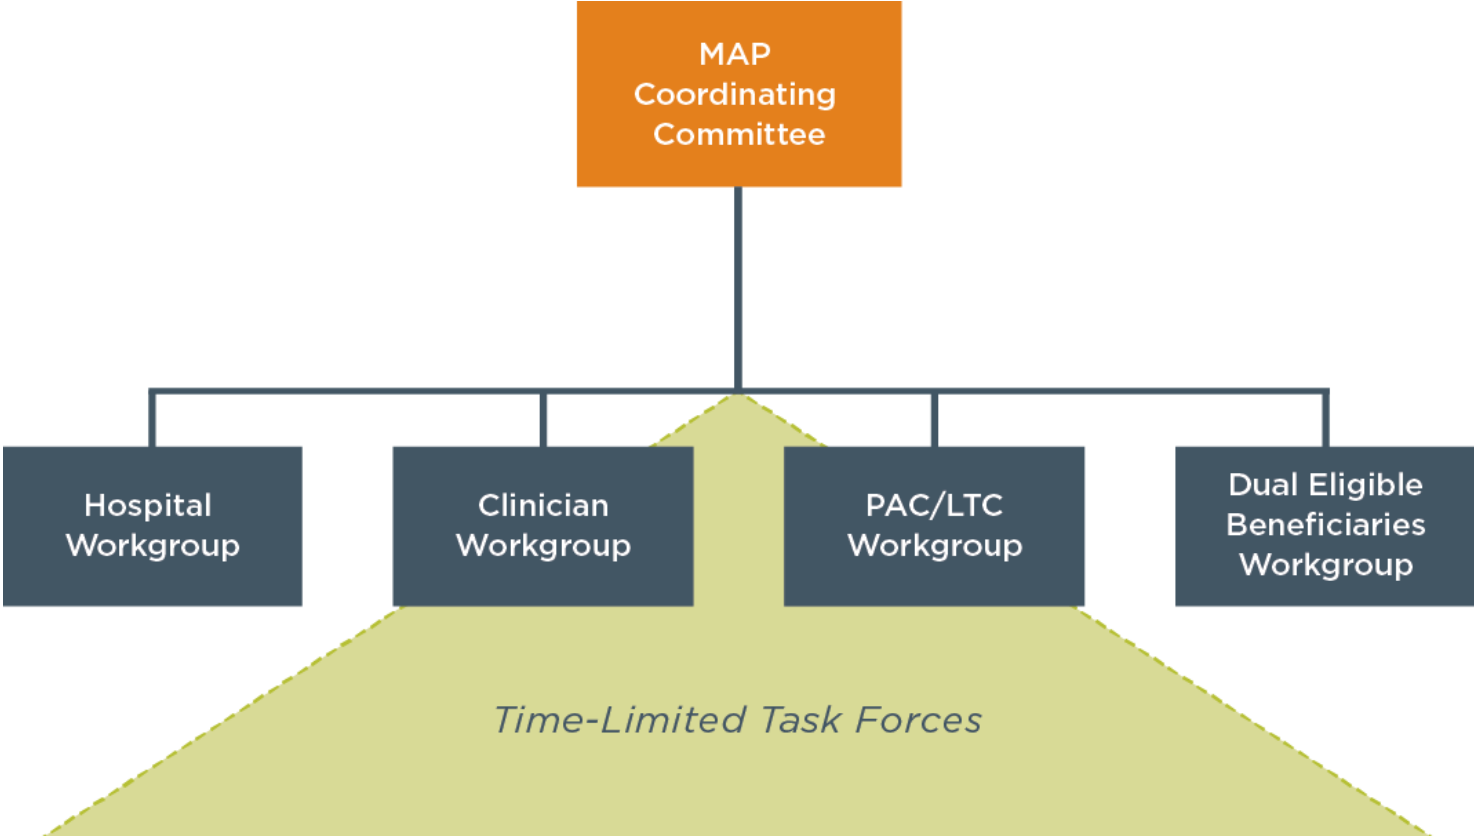 MAP
Coordinating
Committee
Hospital
Workgroup
Clinician
Workgroup
PAC/LTC
Workgroup
Dual Eligible
Beneficiaries
Workgroup
Time-Limited Task Forces